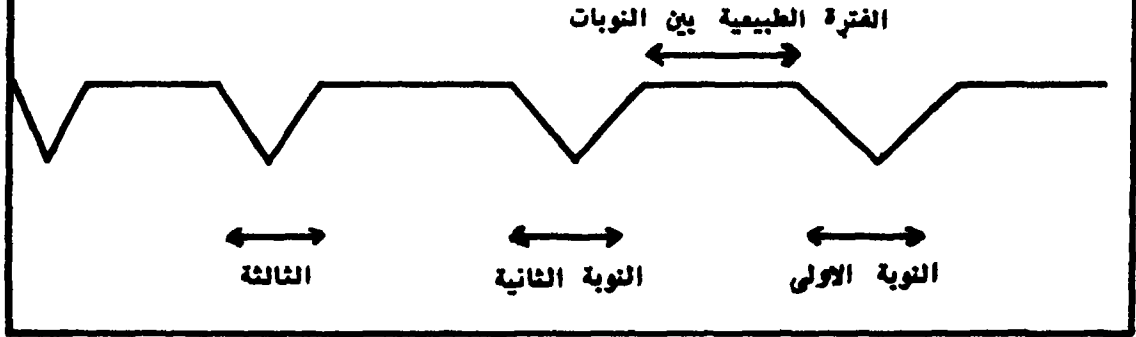 الفترة الطبيعية بين النوبات
النوبة الاولى
النوبة الثانية
الثالثة